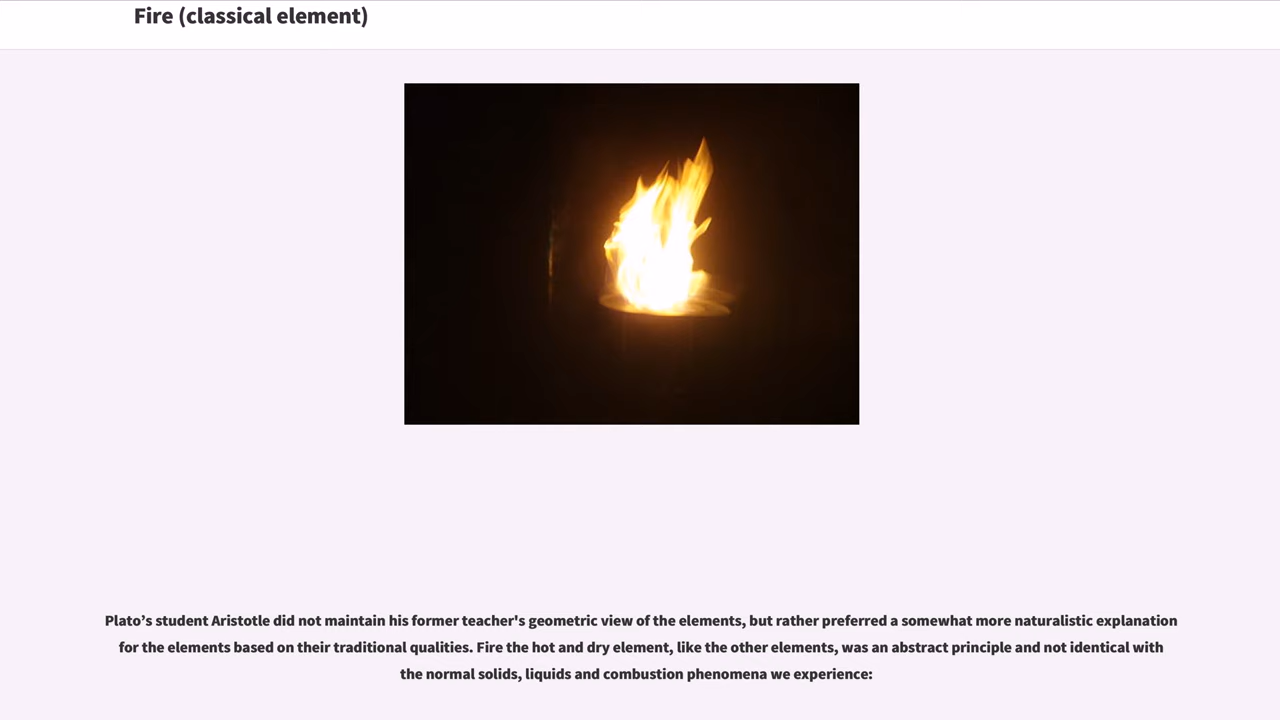 Fire (classical element)
Plato’s student Aristotle did not maintain his former teacher's geometric view of the elements, but rather preferred a somewhat more naturalistic explanation
for the elements based on their traditional qualities. Fire the hot and dry element, like the other elements, was an abstract principle and not identical with
the normal solids, liquids and combustion phenomena we experience: